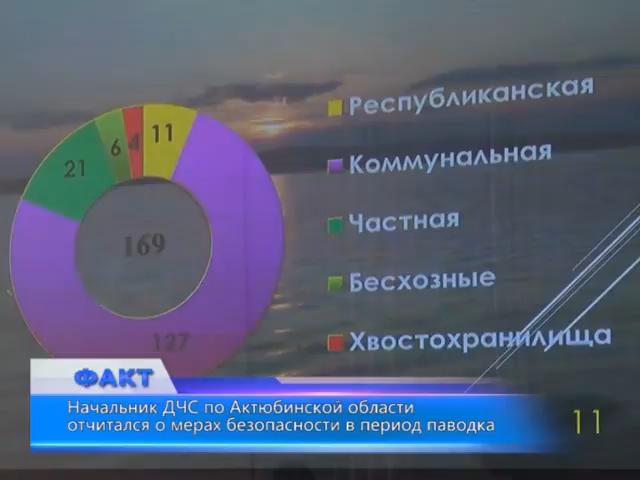 Республиканская
Коммунальная
Частная
Бесхозные
Хвостохранилища
11
4
6
21
169
127
ФАКТ
Начальник ДЧС по Актюбинской области
отчитался о мерах безопасности в период паводка
11